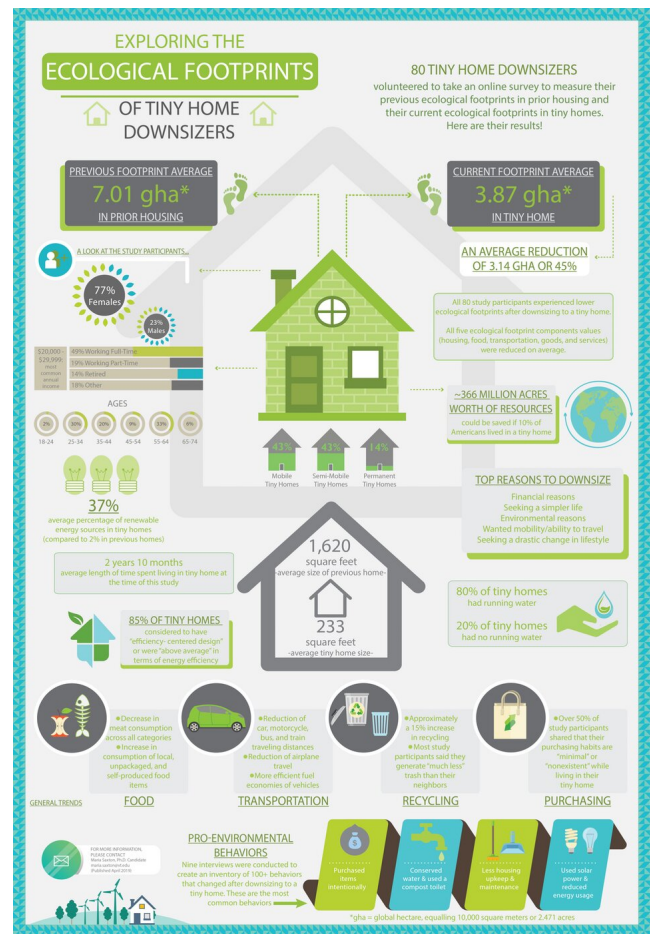 EXPLORING THE
ECOLOGICAL FOOTPRINTS
OF TINY HOME
DOWNSIZERS
80 TINY HOME DOWNSIZERS
volunteered to take an online survey to measure their
previous ecological footprints in prior housing and
their current ecological footprints in tiny homes.
Here are their results!
PREVIOUS FOOTPRINT AVERAGE
7.01 gha*
IN PRIOR HOUSING
CURRENT FOOTPRINT AVERAGE
3.87 gha*
IN TINY HOME
AN AVERAGE REDUCTION
OF 3.14 GHA OR 45%
A LOOK AT THE STUDY PARTICIPANTS...
77%
Females
23%
Males
$20,000-
$29,999
most
common
annual
income
49% Working Full-Time
19% Working Part-Time
14% Retired
18% Other
AGES
2%
30%
20%
9%
33%
6%
18-24
25-34
35-44
45-54
55-64
65-74
All 80 study participants experienced lower
ecological footprints after downsizing to a tiny home.
All five ecological footprint components values
(housing, food, transportation, goods, and services)
were reduced on average.
~366 MILLION ACRES
WORTH OF RESOURCES
could be saved if 10% of
Americans lived in a tiny home
43%
43%
14%
Mobile
Tiny Homes
Semi-Mobile
Tiny Homes
Permanent
Tiny Homes
37%
average percentage of renewable
energy sources in tiny homes
(compared to 2% in previous homes)
TOP REASONS TO DOWNSIZE
Financial reasons
Seeking a simpler life
Environmental reasons
Wanted mobility/ability to travel
Seeking a drastic change in lifestyle
2 years 10 months
average length of time spent living in tiny home at
the time of this study
1,620
square feet
-average size of previous home-
233
square feet
-average tiny home size-
80% of tiny homes
had running water
20% of tiny homes
had no running water
85% OF TINY HOMES
considered to have
"efficiency- centered design"
or were "above average" in
terms of energy efficiency
GENERAL TRENDS
Decrease in
meat consumption
across all categories
Increase in
consumption of local,
unpackaged, and
self-produced food
items
FOOD
Reduction of
car, motorcycle,
bus, and train
traveling distances
Reduction of airplane
travel
More efficient fuel
economies of vehicles
TRANSPORTATION
Approximately
a 15% increase
in recycling
Most study
participants said they
generate "much less"
trash than their
neighbors
RECYCLING
Over 50% of
study participants
shared that their
purchasing habits are
"minimal" or
"nonexistent" while
living in their
tiny home
PURCHASING
FOR MORE INFORMATION,
PLEASE CONTACT
Maria Saxton, Ph.D. Candidate
(Published April 2019)
PRO-ENVIRONMENTAL
BEHAVIORS
Nine interviews were conducted to
create an inventory of 100+ behaviors
that changed after downsizing to a
tiny home. These are the most
common behaviors
$
Purchased
items
intentionally
Conserved
water & used a
compost toilet
Less housing
upkeep &
maintenance
Used solar
power &
reduced
energy usage
*gha = global hectare, equalling 10,000 square meters or 2.471 acres